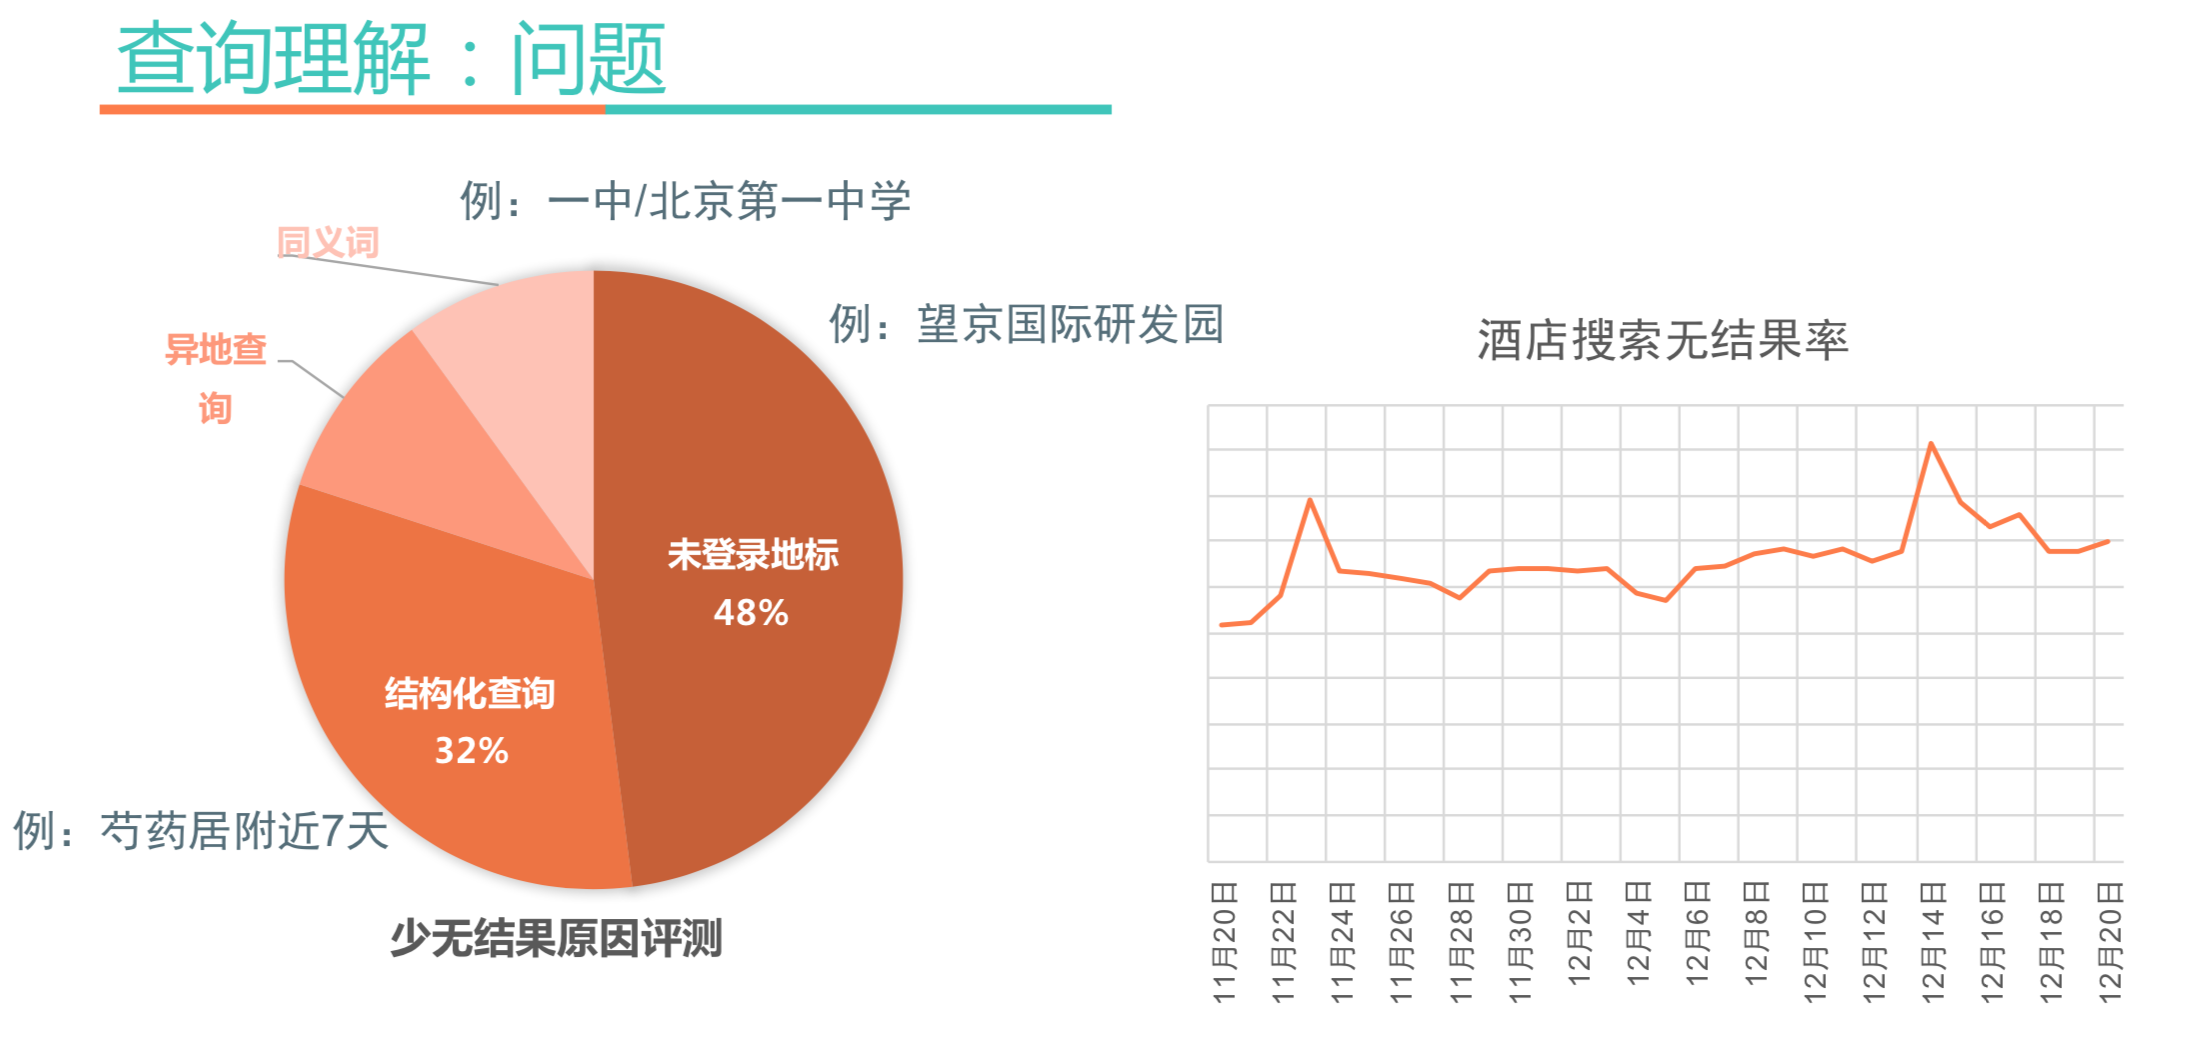 查询理解：问题
例：一中/北京第一中学
同义词
例：望京国际研发园
异地查
询
未登录地标
48%
结构化查询
32%
例：芍药居附近7天
少无结果原因评测
酒店搜索无结果率
11月20日
11月22日
11月24日
11月26日
11月28日
11月30日
12月2日
12月4日
12月6日
12月8日
12月10日
12月12日
12月14日
12月16日
12月18日
12月20日